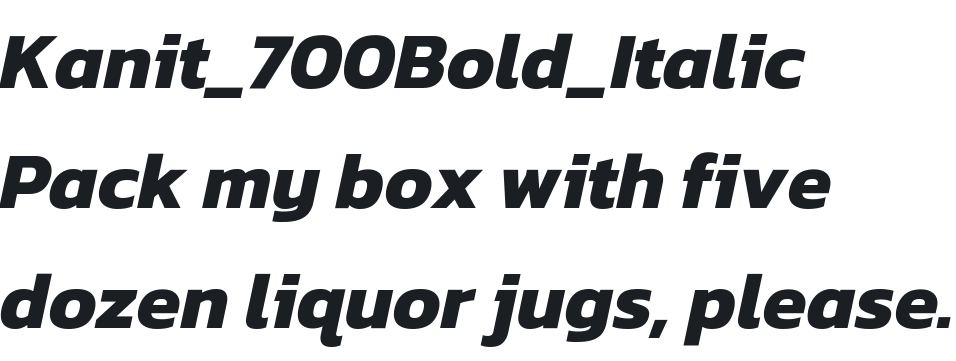 Kanit_700Bold_Italic
Pack my box with five
dozen liquor jugs, please.